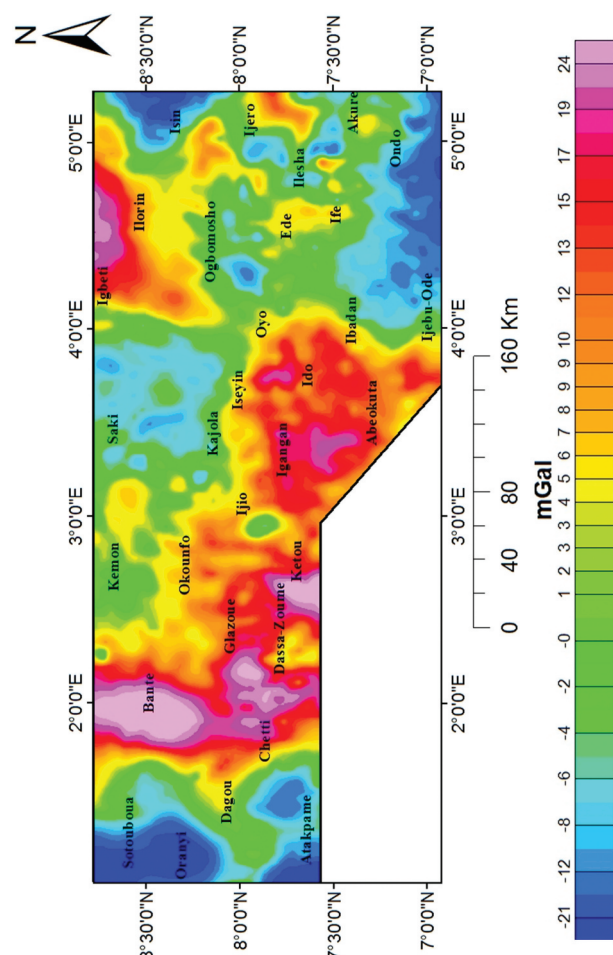 N
2°0'0"E 3°0'0"E 4°0'0"E 5°0'0"E
8°30'0"N 8°30'0"N
8°0'0"N 8°0'0"N
7°30'0"N 7°30'0"N
7°0'0"N 7°0'0"N
Igbeti
Saki
Kemon
Sotouboua
Ilorin
Bante
Isin
Oranyi
Okounfo
Ogbomosho
Kajola
Dagou
Glazoue
Iseyin
Ijio
Ijero
Oyo
Chetti
Dassa-Zoume
Igangan
Ede
Ketou
Ilesha
Atakpame
Ido
Ife
Ibadan
Akure
Abeokuta
Ondo
Ijebu-Ode
2°0'0"E 3°0'0"E 4°0'0"E 5°0'0"E
0 40 80 160 Km
mGal
-21 -12 -8 -6 -4 -2 -0 1 2 3 3 4 5 6 7 8 9 9 10 12 13 15 17 19 24